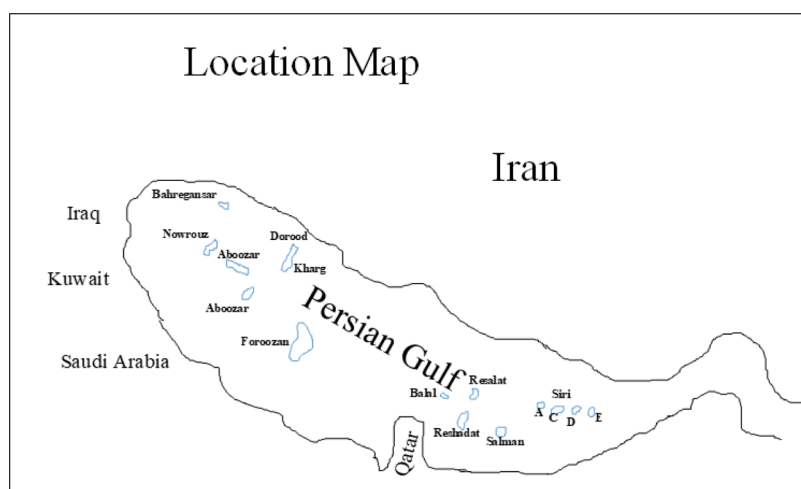 Location Map
Iran
Bahregansar
Iraq
Nowrouz
Dorood
Aboozar
Kharg
Kuwait
Aboozar
Persian Gulf
Foroozan
Saudi Arabia
Resalat
Balal
Siri
A
C
D
E
Reshadat
Salman
Qatar